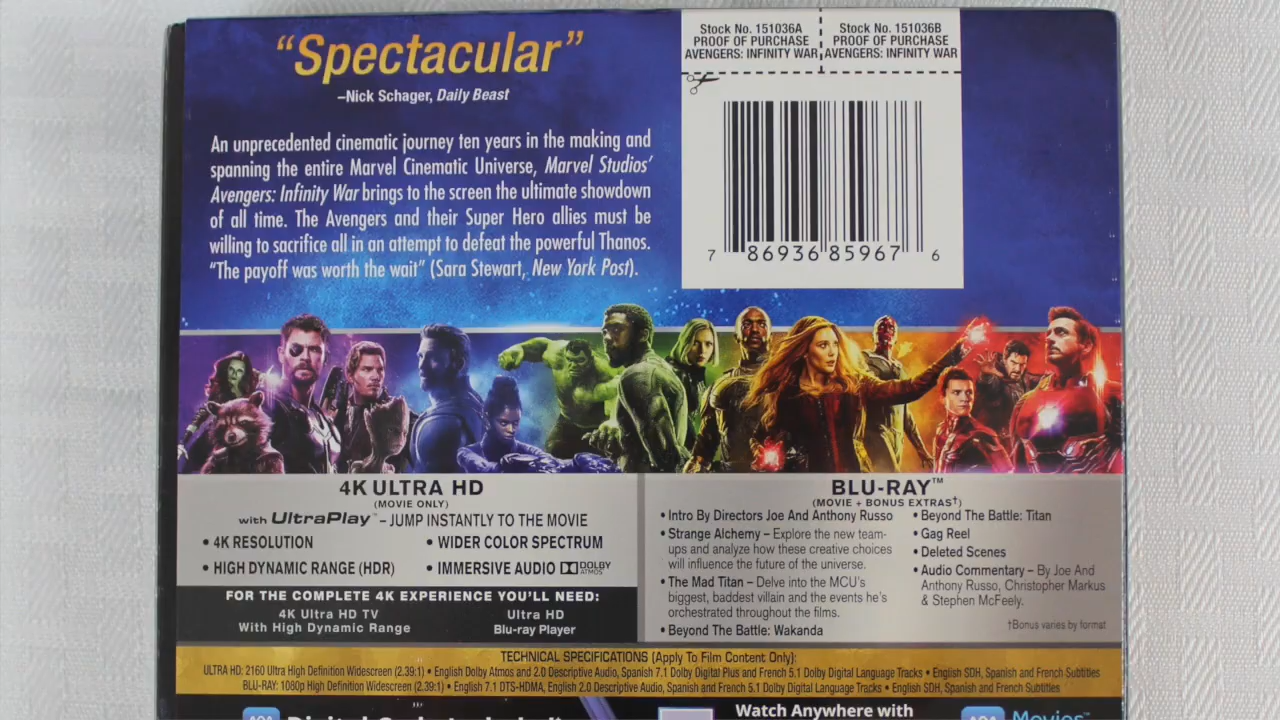 “Spectacular”
–Nick Schager, Daily Beast
An unprecedented cinematic journey ten years in the making and
spanning the entire Marvel Cinematic Universe, Marvel Studios’
Avengers: Infinity War brings to the screen the ultimate showdown
of all time. The Avengers and their Super Hero allies must be
willing to sacrifice all in an attempt to defeat the powerful Thanos.
“The payoff was worth the wait” (Sara Stewart, New York Post).
Stock No. 151036A
PROOF OF PURCHASE
AVENGERS: INFINITY WAR
Stock No. 151036B
PROOF OF PURCHASE
AVENGERS: INFINITY WAR
7 86936 85967 6
4K ULTRA HD
(MOVIE ONLY)
with UltraPlay™ – JUMP INSTANTLY TO THE MOVIE
• 4K RESOLUTION
• HIGH DYNAMIC RANGE (HDR)
• WIDER COLOR SPECTRUM
• IMMERSIVE AUDIO DOLBY ATMOS
FOR THE COMPLETE 4K EXPERIENCE YOU’LL NEED:
4K Ultra HD TV
With High Dynamic Range
Ultra HD
Blu-ray Player
BLU-RAY™
(MOVIE + BONUS EXTRAS†)
• Intro By Directors Joe And Anthony Russo
• Strange Alchemy – Explore the new team-
ups and analyze how these creative choices
will influence the future of the universe.
• The Mad Titan – Delve into the MCU’s
biggest, baddest villain and the events he’s
orchestrated throughout the films.
• Beyond The Battle: Wakanda
• Beyond The Battle: Titan
• Gag Reel
• Deleted Scenes
• Audio Commentary – By Joe And
Anthony Russo, Christopher Markus
& Stephen McFeely.
†Bonus varies by format
TECHNICAL SPECIFICATIONS (Apply To Film Content Only):
ULTRA HD: 2160 Ultra High Definition Widescreen (2.39:1) • English Dolby Atmos and 2.0 Descriptive Audio, Spanish 7.1 Dolby Digital Plus and French 5.1 Dolby Digital Language Tracks • English SDH, Spanish and French Subtitles
BLU-RAY: 1080p High Definition Widescreen (2.39:1) • English 7.1 DTS-HDMA, English 2.0 Descriptive Audio, Spanish and French 5.1 Dolby Digital Language Tracks • English SDH, Spanish and French Subtitles
Watch Anywhere with
Movies